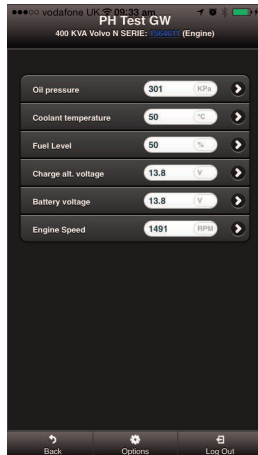 vodafone UK 09:33 am
PH Test GW
400 KVA Volvo N SERIE: (Engine)
Oil pressure 301 KPa
Coolant temperature 50 °C
Fuel Level 50 %
Charge alt. voltage 13.8 V
Battery voltage 13.8 V
Engine Speed 1491 RPM
Back Options Log Out